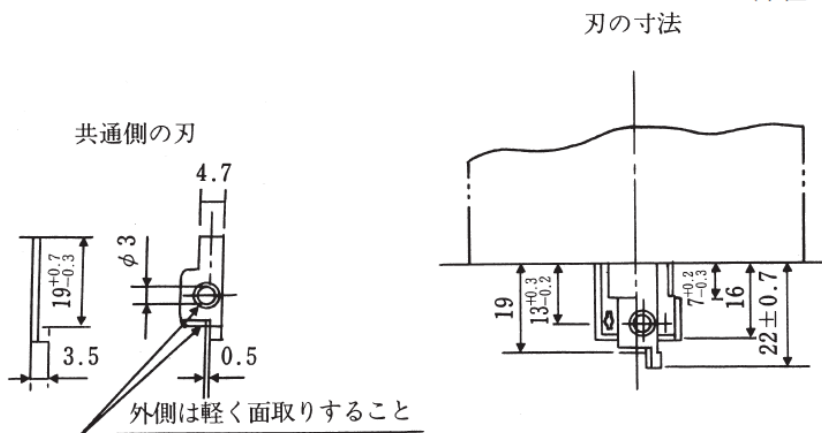 刃の寸法
共通側の刃
4.7
φ3
19+0.7-0.3
3.5
0.5
外側は軽く面取りすること
19
13+0.3-0.2
7+0.2-0.3
16
22±0.7